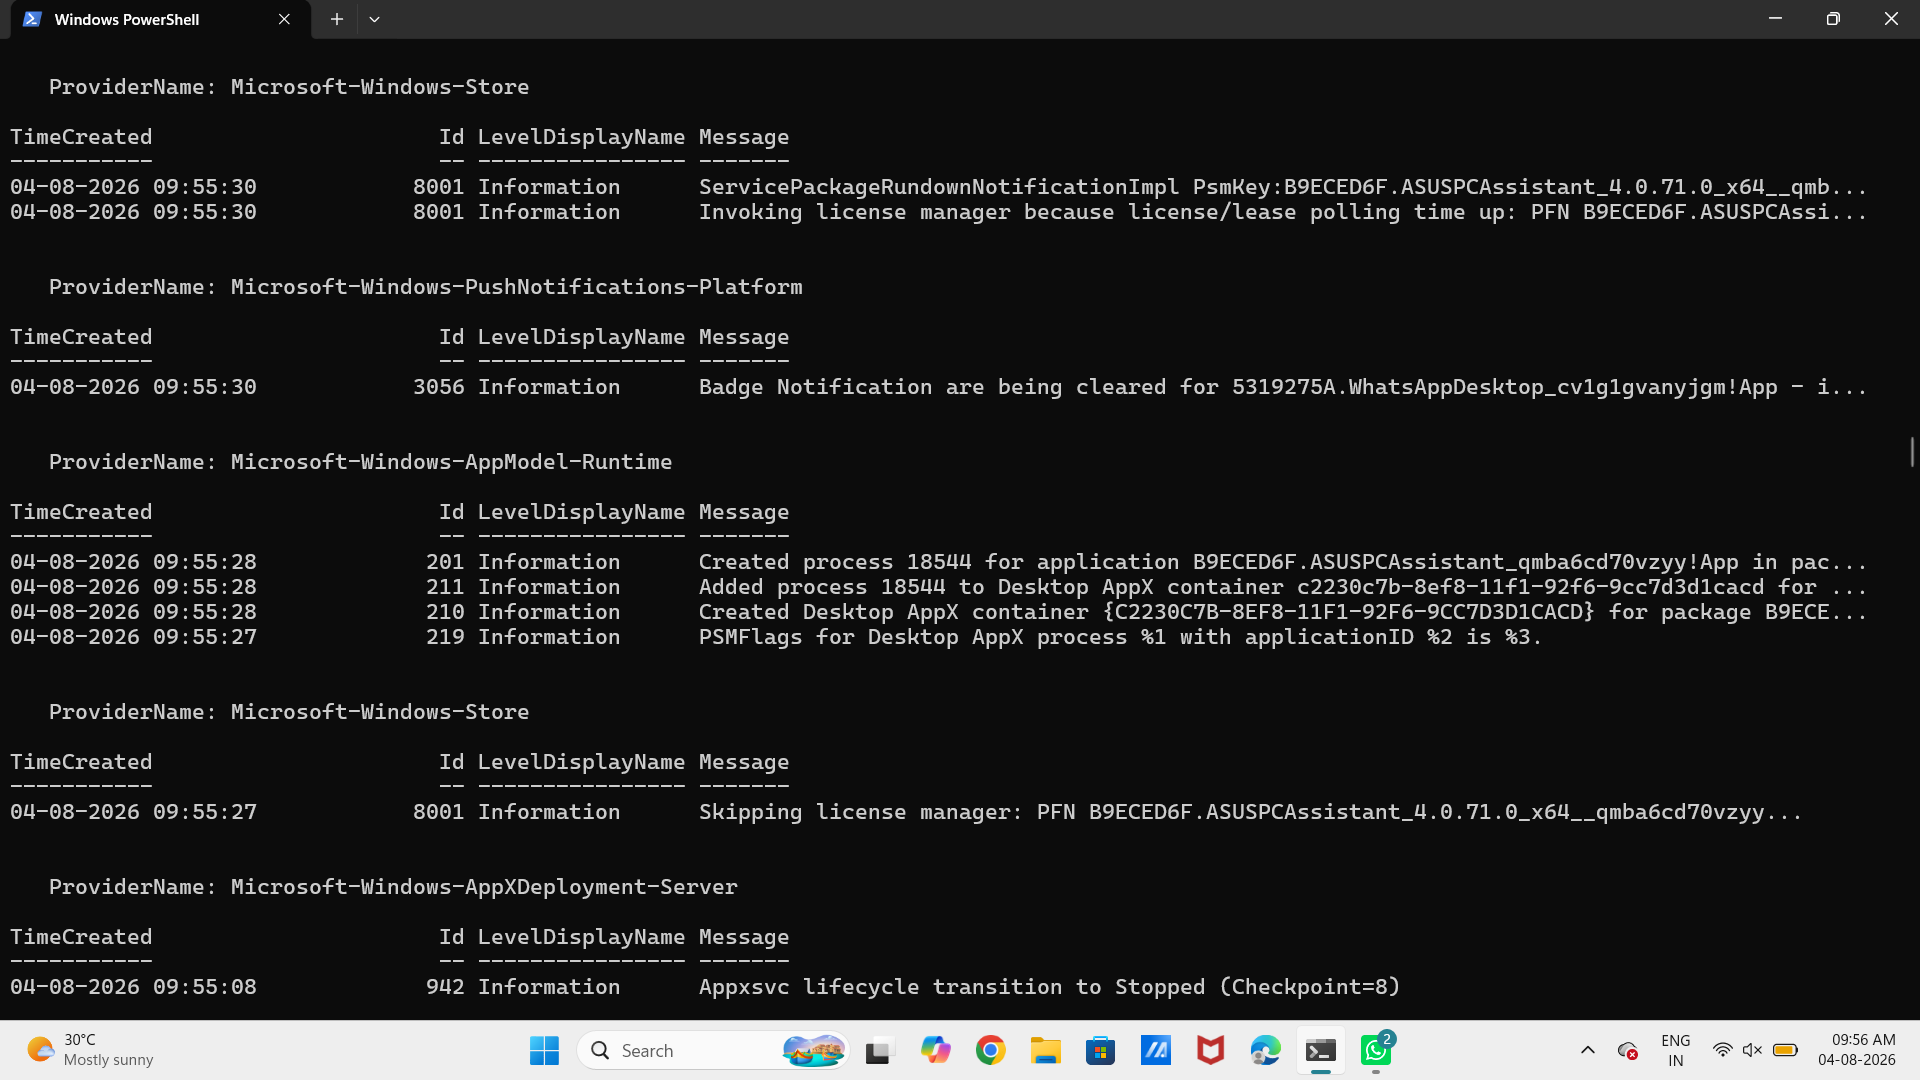 Windows PowerShell
ProviderName: Microsoft-Windows-Store
TimeCreated Id LevelDisplayName Message
----------- -- ---------------- -------
04-08-2026 09:55:30 8001 Information ServicePackageRundownNotificationImpl PsmKey:B9ECED6F.ASUSPCAssistant_4.0.71.0_x64__qmb...
04-08-2026 09:55:30 8001 Information Invoking license manager because license/lease polling time up: PFN B9ECED6F.ASUSPCAssi...
ProviderName: Microsoft-Windows-PushNotifications-Platform
TimeCreated Id LevelDisplayName Message
----------- -- ---------------- -------
04-08-2026 09:55:30 3056 Information Badge Notification are being cleared for 5319275A.WhatsAppDesktop_cv1g1gvanyjgm!App - i...
ProviderName: Microsoft-Windows-AppModel-Runtime
TimeCreated Id LevelDisplayName Message
----------- -- ---------------- -------
04-08-2026 09:55:28 201 Information Created process 18544 for application B9ECED6F.ASUSPCAssistant_qmba6cd70vzyy!App in pac...
04-08-2026 09:55:28 211 Information Added process 18544 to Desktop AppX container c2230c7b-8ef8-11f1-92f6-9cc7d3d1cacd for ...
04-08-2026 09:55:28 210 Information Created Desktop AppX container {C2230C7B-8EF8-11F1-92F6-9CC7D3D1CACD} for package B9ECE...
04-08-2026 09:55:27 219 Information PSMFlags for Desktop AppX process %1 with applicationID %2 is %3.
ProviderName: Microsoft-Windows-Store
TimeCreated Id LevelDisplayName Message
----------- -- ---------------- -------
04-08-2026 09:55:27 8001 Information Skipping license manager: PFN B9ECED6F.ASUSPCAssistant_4.0.71.0_x64__qmba6cd70vzyy...
ProviderName: Microsoft-Windows-AppXDeployment-Server
TimeCreated Id LevelDisplayName Message
----------- -- ---------------- -------
04-08-2026 09:55:08 942 Information Appxsvc lifecycle transition to Stopped (Checkpoint=8)
30°C
Mostly sunny
Search
2
ENG
IN
09:56 AM
04-08-2026